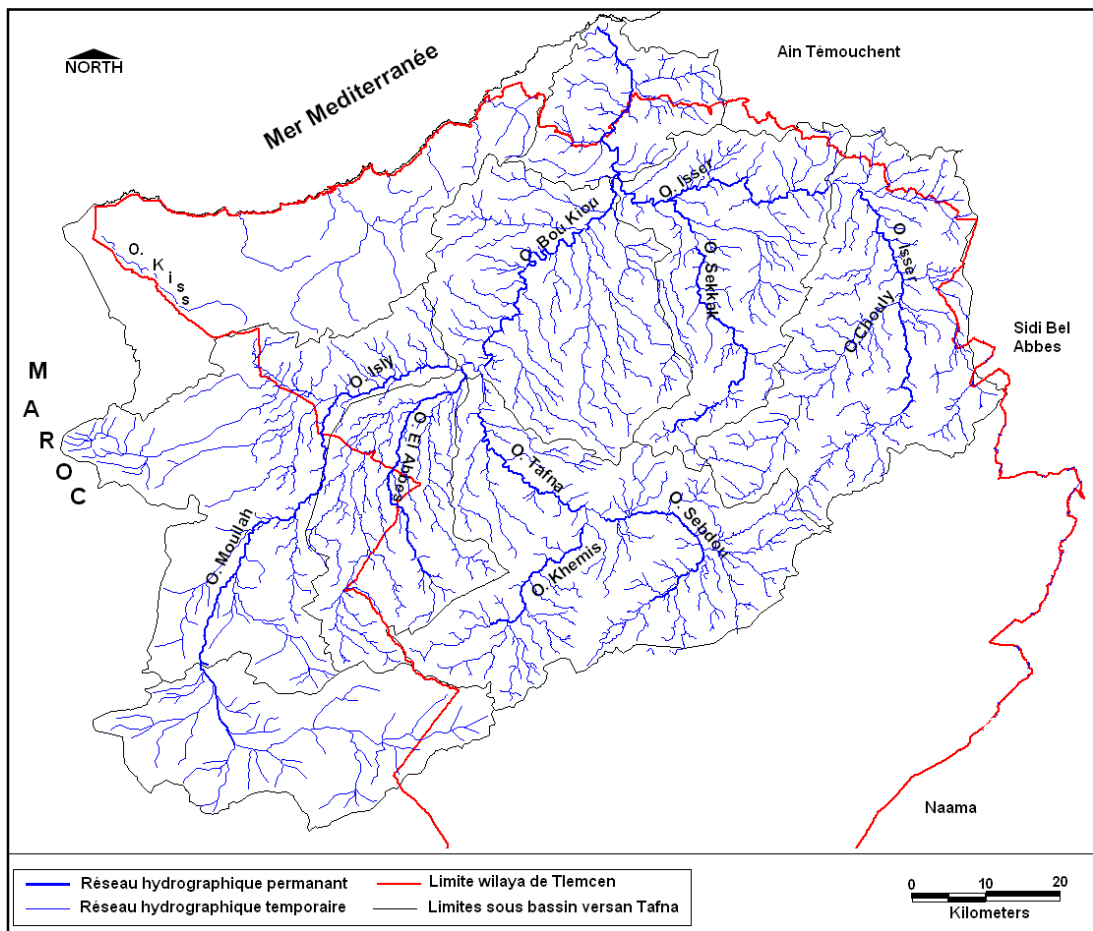 NORTH
Mer Mediterranée
Ain Témouchent
O. Isser
O. Bou Kiou
O. Kiss
O. Sekkak
O. Isser
O.Chouly
Sidi Bel
Abbes
MAROC
O. Isly
O. El Abbes
O. Tafna
O. Sebdou
O. Moullah
O. Khemis
Naama
Réseau hydrographique permanant
Limite wilaya de Tlemcen
Réseau hydrographique temporaire
Limites sous bassin versan Tafna
0 10 20
Kilometers